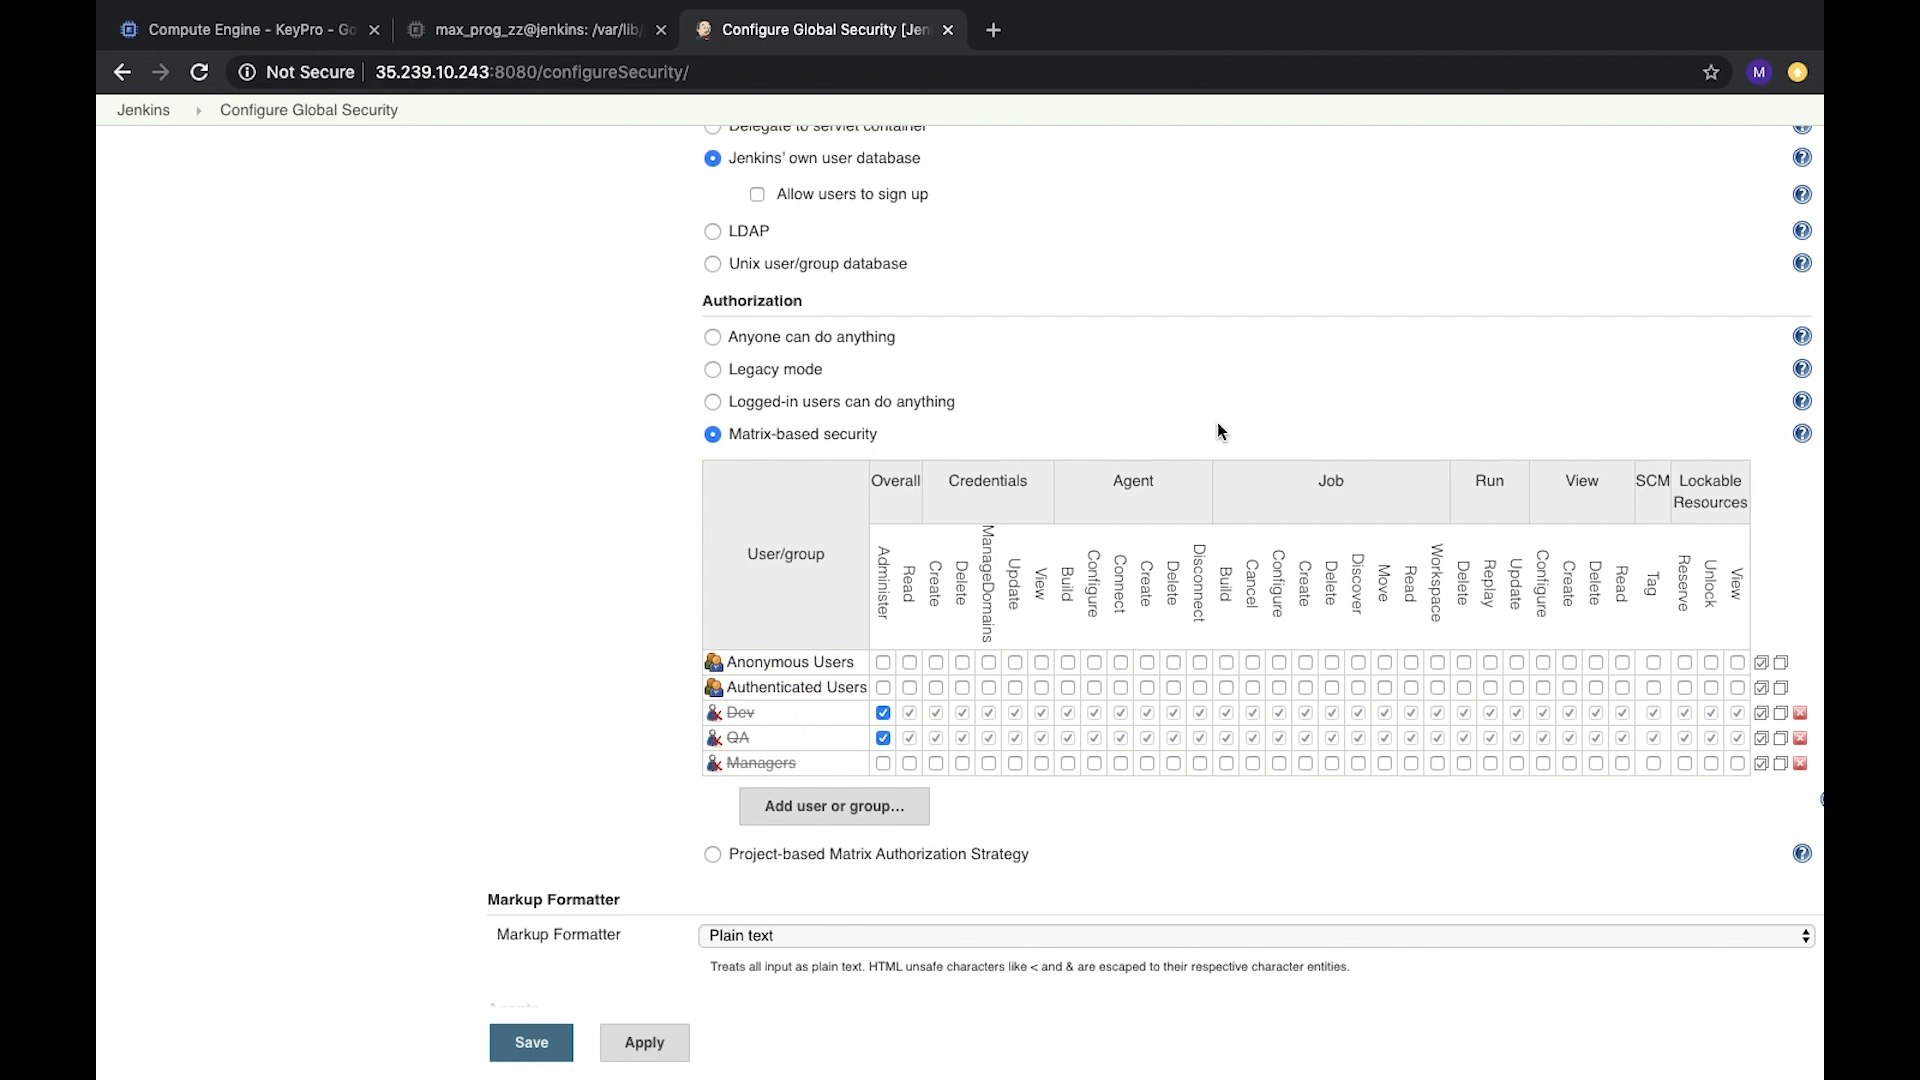 Compute Engine - KeyPro - Go
max_prog_zz@jenkins: /var/lib/
Configure Global Security [Jen
Not Secure
35.239.10.243:8080/configureSecurity/
M
Jenkins
Configure Global Security
Delegate to servlet container
Jenkins' own user database
Allow users to sign up
LDAP
Unix user/group database
Authorization
Anyone can do anything
Legacy mode
Logged-in users can do anything
Matrix-based security
User/group
Overall Credentials Agent Job Run View SCM Lockable Resources
Administer Read Create Delete ManageDomains Update View Build Configure Connect Create Delete Disconnect Build Cancel Configure Create Delete Discover Move Read Workspace Delete Replay Update Configure Create Delete Read Tag Reserve Unlock View
Anonymous Users
Authenticated Users
Dev
QA
Managers
Add user or group...
Project-based Matrix Authorization Strategy
Markup Formatter
Markup Formatter
Plain text
Treats all input as plain text. HTML unsafe characters like < and & are escaped to their respective character entities.
Save
Apply